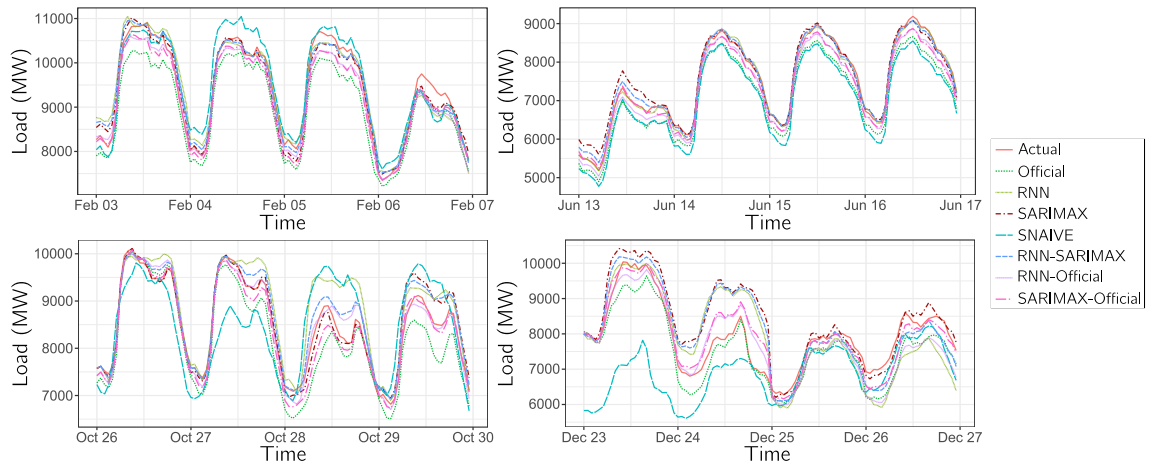 Load (MW)
11000
10000
9000
8000
Feb 03
Feb 04
Feb 05
Feb 06
Feb 07
Time
Load (MW)
9000
8000
7000
6000
5000
Jun 13
Jun 14
Jun 15
Jun 16
Jun 17
Time
Load (MW)
10000
9000
8000
7000
Oct 26
Oct 27
Oct 28
Oct 29
Oct 30
Time
Load (MW)
10000
9000
8000
7000
6000
Dec 23
Dec 24
Dec 25
Dec 26
Dec 27
Time
Actual
Official
RNN
SARIMAX
SNAIVE
RNN-SARIMAX
RNN-Official
SARIMAX-Official